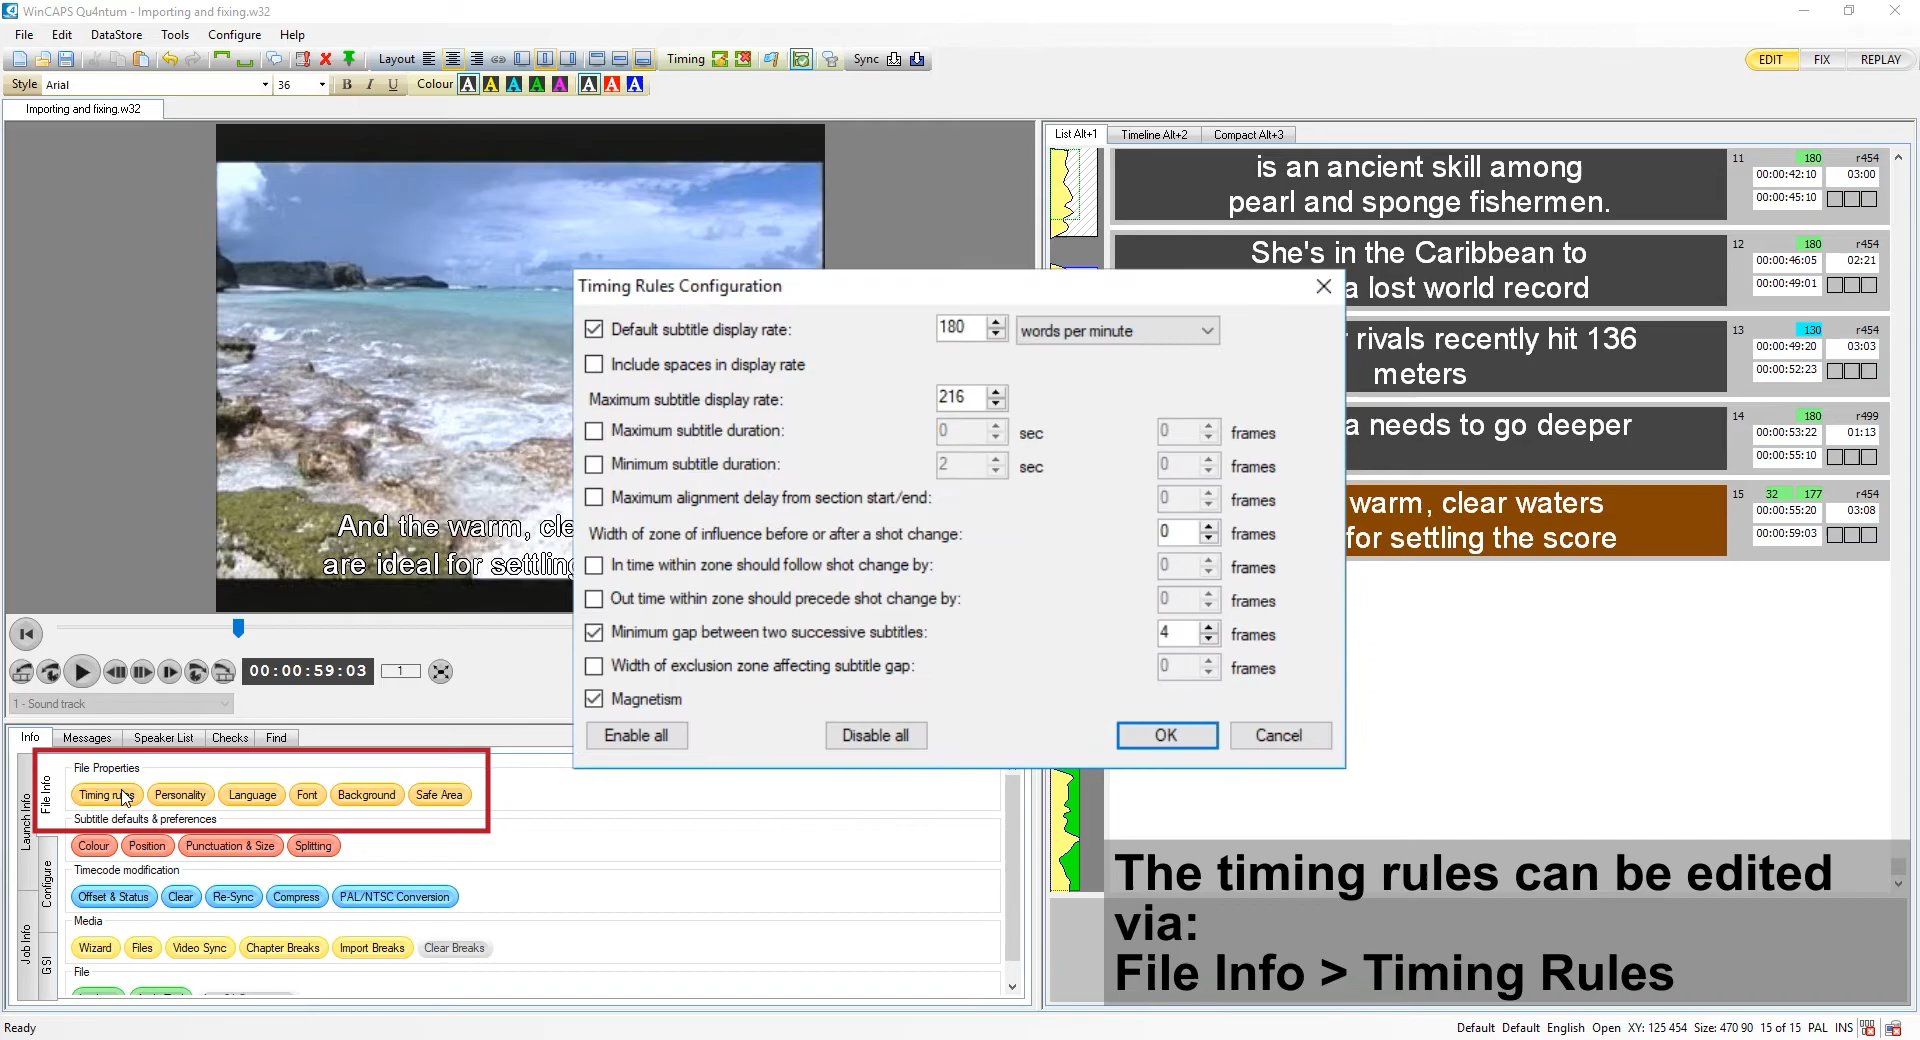 WinCAPS Qu4ntum - Importing and fixing.w32
File Edit DataStore Tools Configure Help
Layout Timing Sync EDIT FIX REPLAY
Style Arial 36 B I U Colour A A A A A A A A
Importing and fixing.w32
List Alt+1 Timeline Alt+2 Compact Alt+3
is an ancient skill among
pearl and sponge fishermen.
11 180 r454
00:00:42:10 03:00
00:00:45:10
She's in the Caribbean to
a lost world record
12 180 r454
00:00:46:05 02:21
00:00:49:01
rivals recently hit 136
meters
13 130 r454
00:00:49:20 03:03
00:00:52:23
a needs to go deeper
14 180 r499
00:00:53:22 01:13
00:00:55:10
warm, clear waters
for settling the score
15 32 177 r454
00:00:55:20 03:08
00:00:59:03
And the warm, cle
are ideal for settling
Timing Rules Configuration
Default subtitle display rate: 180 words per minute
Include spaces in display rate
Maximum subtitle display rate: 216
Maximum subtitle duration: 0 sec 0 frames
Minimum subtitle duration: 2 sec 0 frames
Maximum alignment delay from section start/end: 0 frames
Width of zone of influence before or after a shot change: 0 frames
In time within zone should follow shot change by: 0 frames
Out time within zone should precede shot change by: 0 frames
Minimum gap between two successive subtitles: 4 frames
Width of exclusion zone affecting subtitle gap: 0 frames
Magnetism
Enable all Disable all OK Cancel
00:00:59:03 1
1 - Sound track
Info Messages Speaker List Checks Find
Launch Info
Job Info
File Info
Configure
GSI
File Properties
Timing rules Personality Language Font Background Safe Area
Subtitle defaults & preferences
Colour Position Punctuation & Size Splitting
Timecode modification
Offset & Status Clear Re-Sync Compress PAL/NTSC Conversion
Media
Wizard Files Video Sync Chapter Breaks Import Breaks Clear Breaks
File
The timing rules can be edited
via:
File Info > Timing Rules
Ready
Default Default English Open XY: 125 454 Size: 470 90 15 of 15 PAL INS